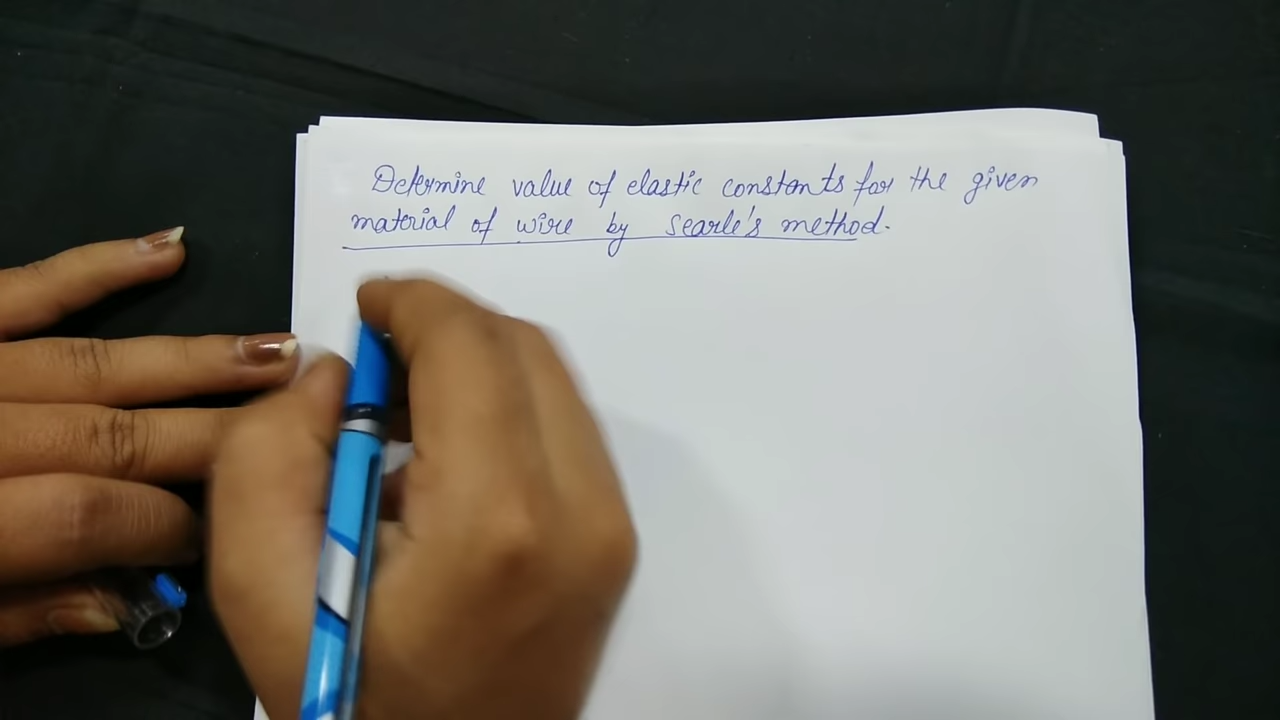 Determine value of elastic constants for the given
material of wire by Searle's method.